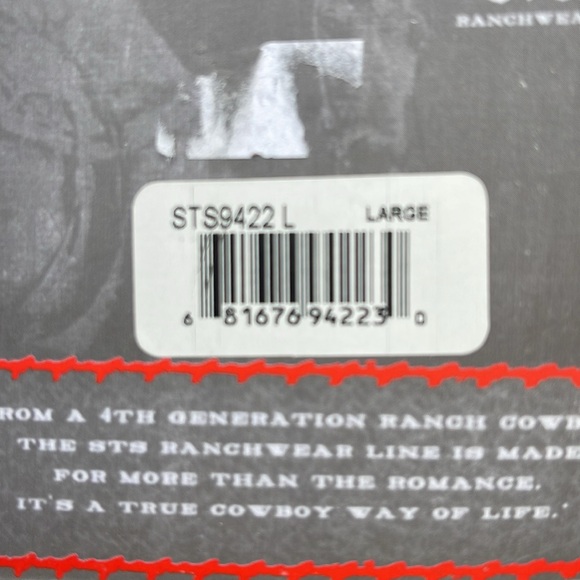 RANCHWEA
STS9422 L LARGE
6 81676 94223 0
ROM A 4TH GENERATION RANCH COWB
THE STS RANCHWEAR LINE IS MADE
FOR MORE THAN THE ROMANCE.
IT'S A TRUE COWBOY WAY OF LIFE."